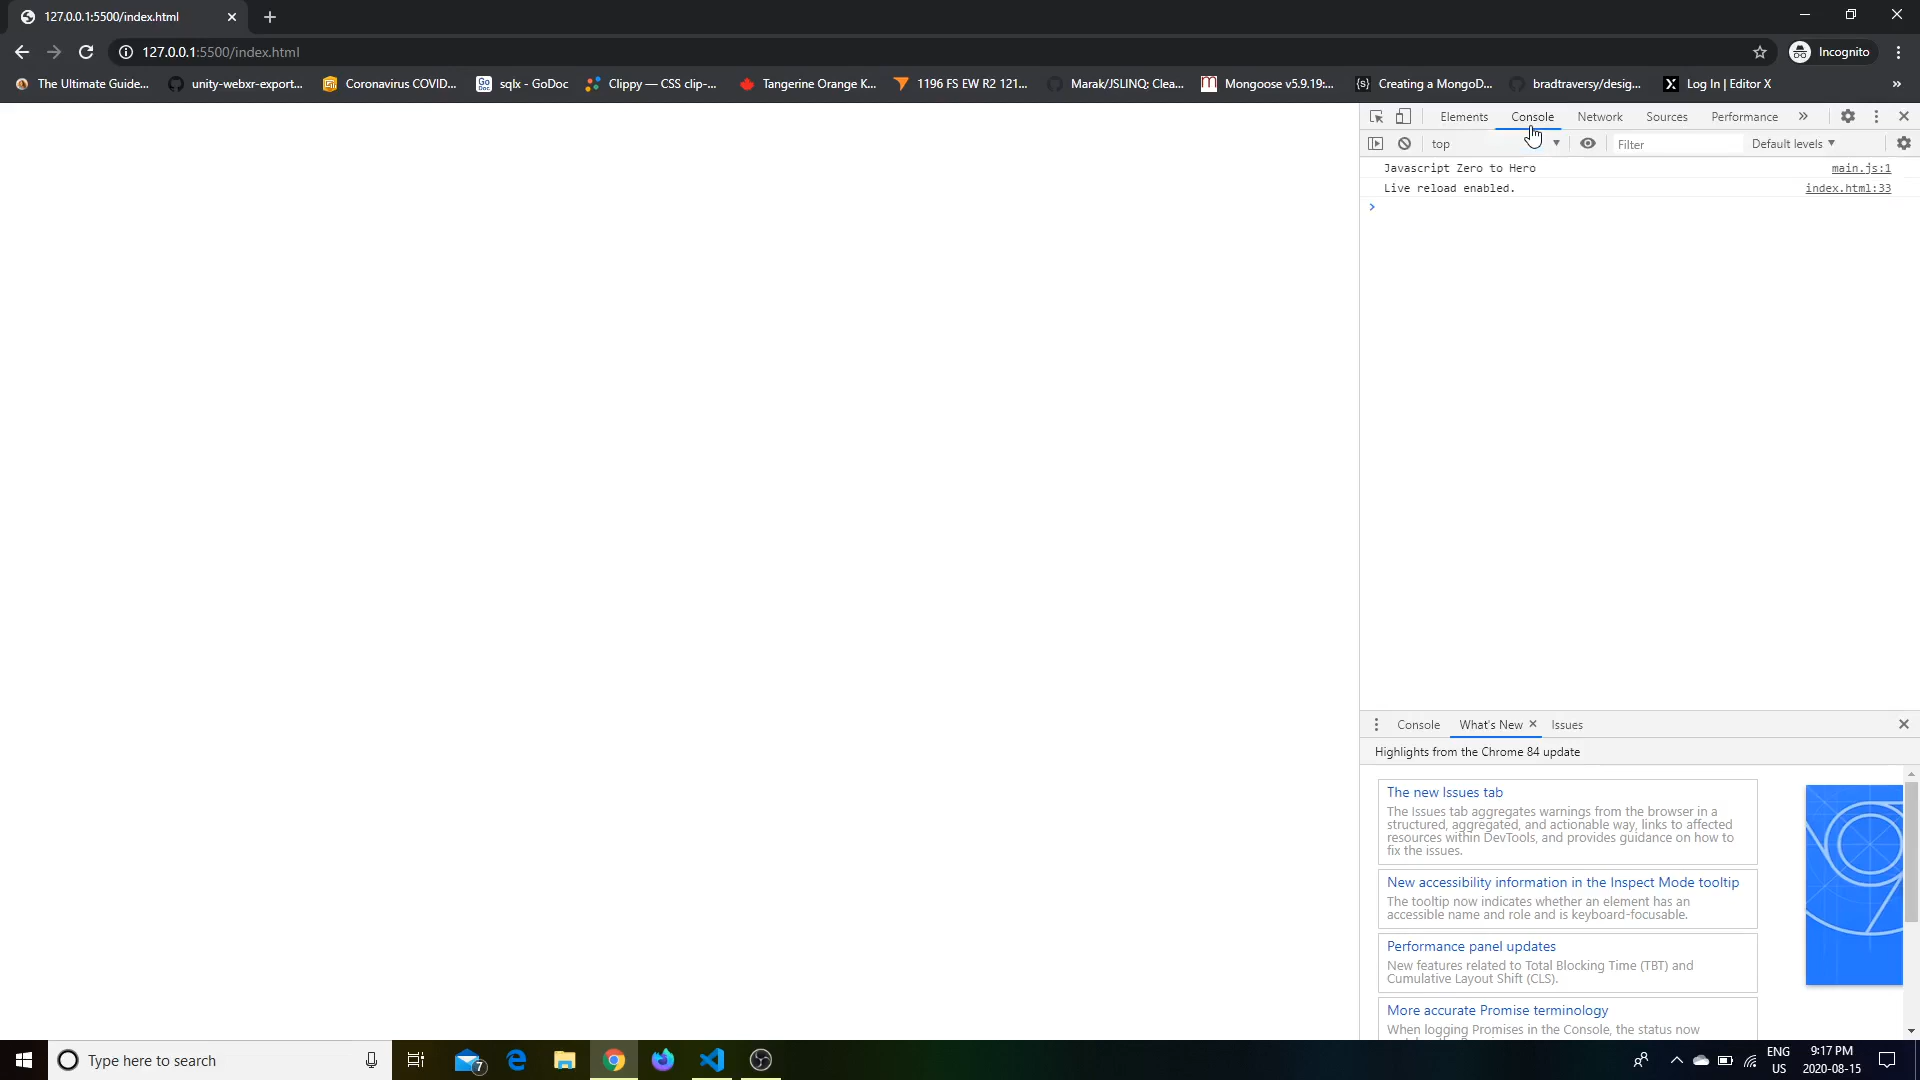 127.0.0.1:5500/index.html
127.0.0.1:5500/index.html
Incognito
The Ultimate Guide...
unity-webxr-export...
Coronavirus COVID...
sqlx - GoDoc
Clippy — CSS clip-...
Tangerine Orange K...
1196 FS EW R2 121...
Marak/JSLINQ: Clea...
Mongoose v5.9.19:...
Creating a MongoD...
bradtraversy/desig...
Log In | Editor X
»
Elements Console Network Sources Performance »
top Filter Default levels
Javascript Zero to Hero main.js:1
Live reload enabled. index.html:33
Console What's New Issues
Highlights from the Chrome 84 update
The new Issues tab
The Issues tab aggregates warnings from the browser in a
structured, aggregated, and actionable way, links to affected
resources within DevTools, and provides guidance on how to
fix the issues.
New accessibility information in the Inspect Mode tooltip
The tooltip now indicates whether an element has an
accessible name and role and is keyboard-focusable.
Performance panel updates
New features related to Total Blocking Time (TBT) and
Cumulative Layout Shift (CLS).
More accurate Promise terminology
When logging Promises in the Console, the status now
Type here to search
7
ENG
US
9:17 PM
2020-08-15